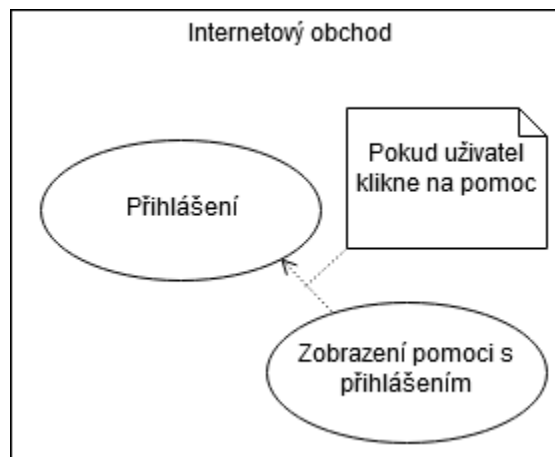 Internetový obchod
Pokud uživatel
klikne na pomoc
Přihlášení
Zobrazení pomoci s
přihlášením